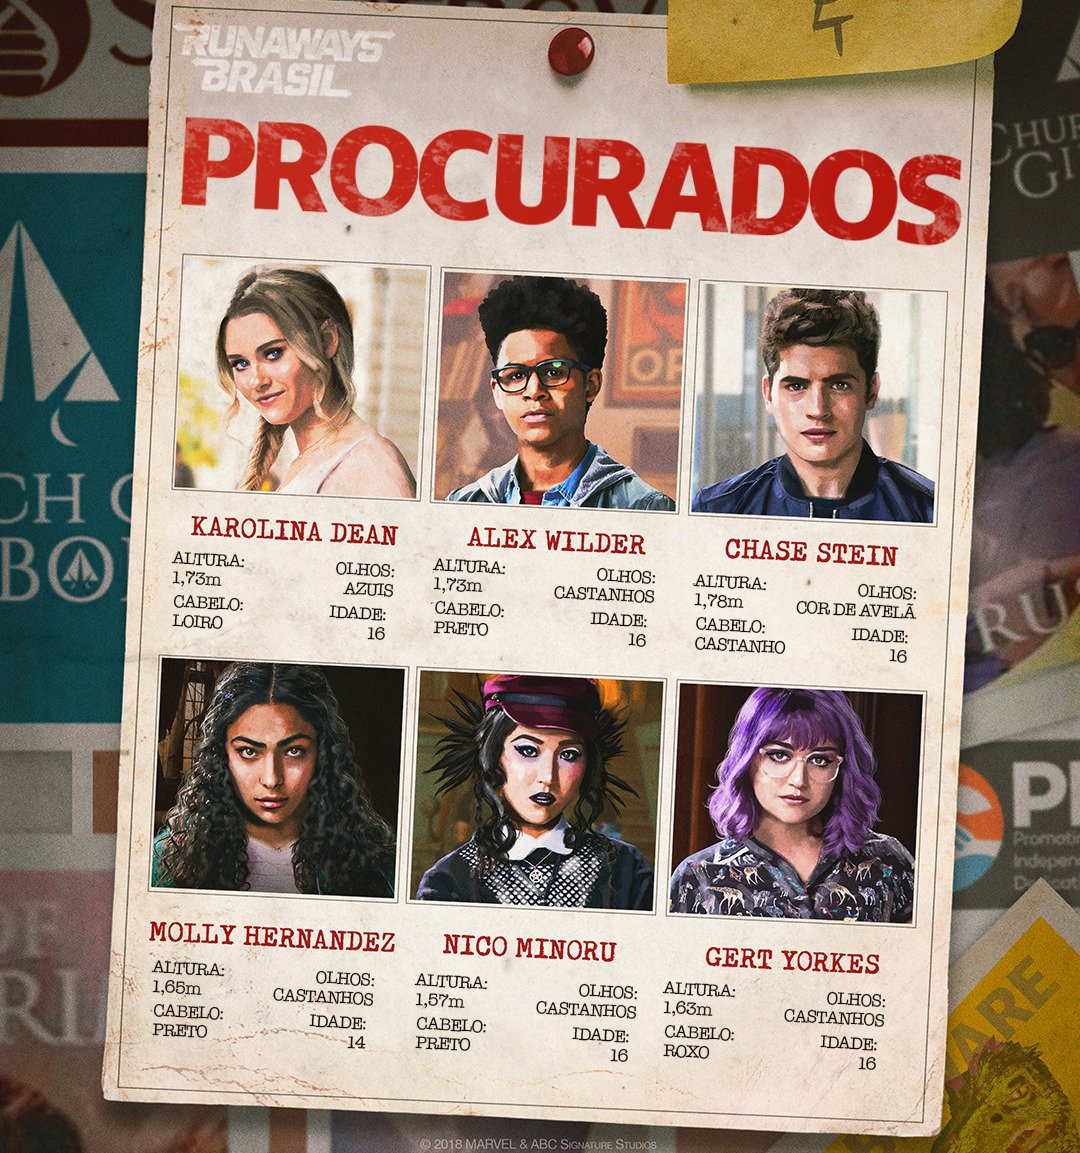 RUNAWAYS
BRASIL
PROCURADOS
KAROLINA DEAN
ALTURA:
1,73m
CABELO:
LOIRO
OLHOS:
AZUIS
IDADE:
16
ALEX WILDER
ALTURA:
1,73m
CABELO:
PRETO
OLHOS:
CASTANHOS
IDADE:
16
CHASE STEIN
ALTURA:
1,78m
CABELO:
CASTANHO
OLHOS:
COR DE AVELÃ
IDADE:
16
MOLLY HERNANDEZ
ALTURA:
1,65m
CABELO:
PRETO
OLHOS:
CASTANHOS
IDADE:
14
NICO MINORU
ALTURA:
1,57m
CABELO:
PRETO
OLHOS:
CASTANHOS
IDADE:
16
GERT YORKES
ALTURA:
1,63m
CABELO:
ROXO
OLHOS:
CASTANHOS
IDADE:
16
© 2018 MARVEL & ABC SIGNATURE STUDIOS